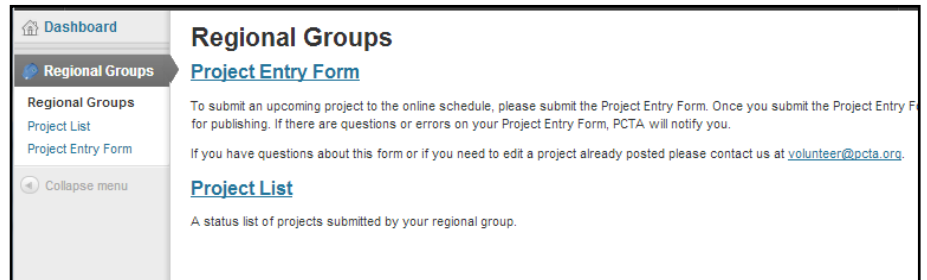 Dashboard
Regional Groups
Regional Groups
Project List
Project Entry Form
Collapse menu
Regional Groups
Project Entry Form
To submit an upcoming project to the online schedule, please submit the Project Entry Form. Once you submit the Project Entry
for publishing. If there are questions or errors on your Project Entry Form, PCTA will notify you.
If you have questions about this form or if you need to edit a project already posted please contact us at volunteer@pcta.org.
Project List
A status list of projects submitted by your regional group.